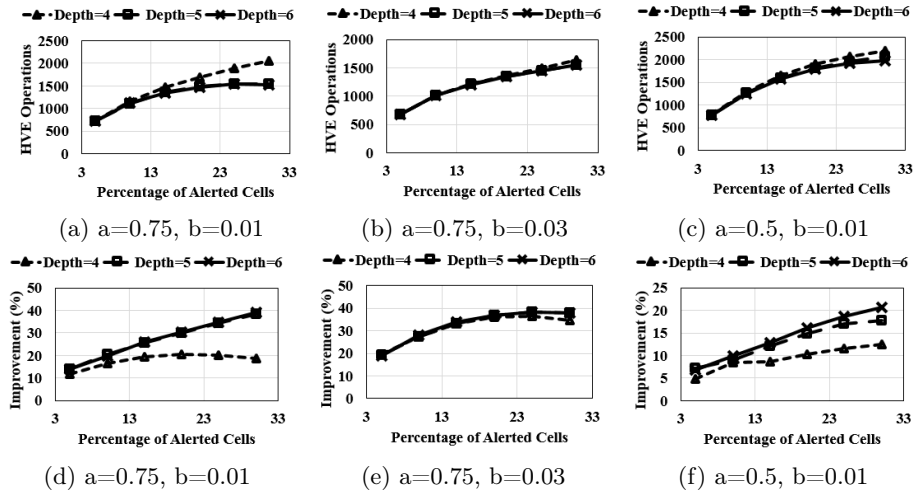 Depth=4 Depth=5 Depth=6
HVE Operations
2500
2000
1500
1000
500
0
3 13 23 33
Percentage of Alerted Cells
(a) a=0.75, b=0.01
Depth=4 Depth=5 Depth=6
HVE Operations
2000
1500
1000
500
0
3 13 23 33
Percentage of Alerted Cells
(b) a=0.75, b=0.03
Depth=4 Depth=5 Depth=6
HVE Operations
2500
2000
1500
1000
500
0
3 13 23 33
Percentage of Alerted Cells
(c) a=0.5, b=0.01
Depth=4 Depth=5 Depth=6
Improvement (%)
50
40
30
20
10
0
3 13 23 33
Percentage of Alerted Cells
(d) a=0.75, b=0.01
Depth=4 Depth=5 Depth=6
Improvement (%)
50
40
30
20
10
0
3 13 23 33
Percentage of Alerted Cells
(e) a=0.75, b=0.03
Depth=4 Depth=5 Depth=6
Improvement (%)
25
20
15
10
5
0
3 13 23 33
Percentage of Alerted Cells
(f) a=0.5, b=0.01